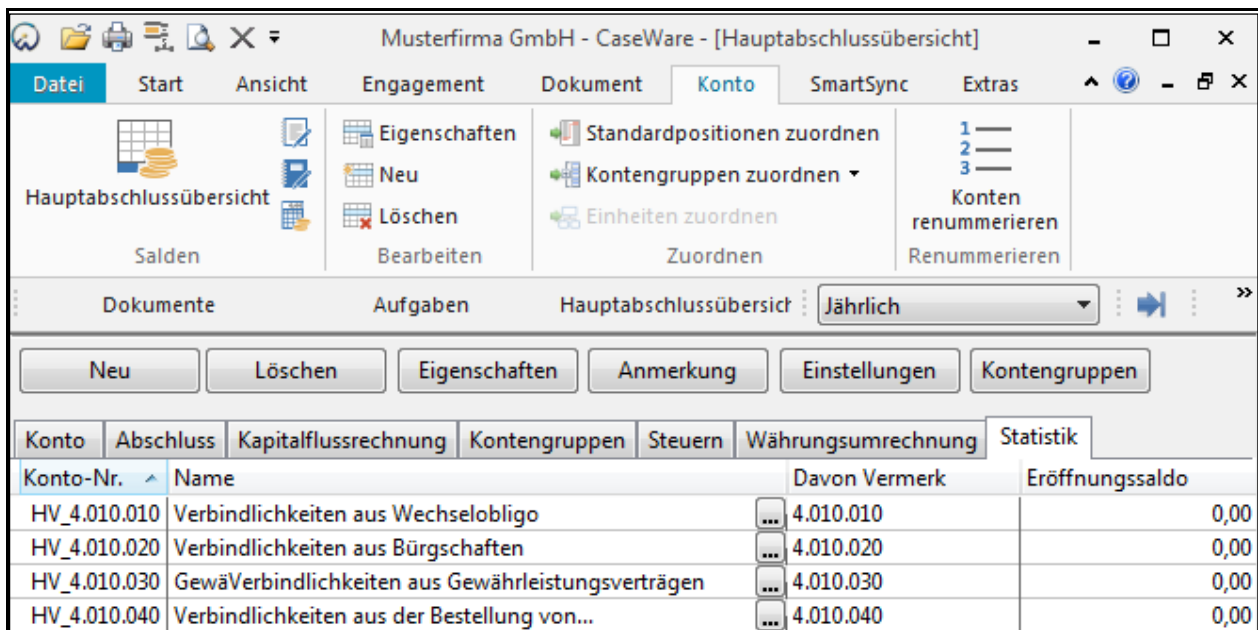 Musterfirma GmbH - CaseWare - [Hauptabschlussübersicht]
Datei Start Ansicht Engagement Dokument Konto SmartSync Extras
Hauptabschlussübersicht
Salden
Eigenschaften
Neu
Löschen
Bearbeiten
Standardpositionen zuordnen
Kontengruppen zuordnen
Einheiten zuordnen
Zuordnen
1
2
3
Konten
renummerieren
Renummerieren
Dokumente Aufgaben Hauptabschlussübersich Jährlich
Neu Löschen Eigenschaften Anmerkung Einstellungen Kontengruppen
Konto Abschluss Kapitalflussrechnung Kontengruppen Steuern Währungsumrechnung Statistik
Konto-Nr. Name Davon Vermerk Eröffnungssaldo
HV_4.010.010 Verbindlichkeiten aus Wechselobligo ... 4.010.010 0,00
HV_4.010.020 Verbindlichkeiten aus Bürgschaften ... 4.010.020 0,00
HV_4.010.030 GewäVerbindlichkeiten aus Gewährleistungsverträgen ... 4.010.030 0,00
HV_4.010.040 Verbindlichkeiten aus der Bestellung von... ... 4.010.040 0,00